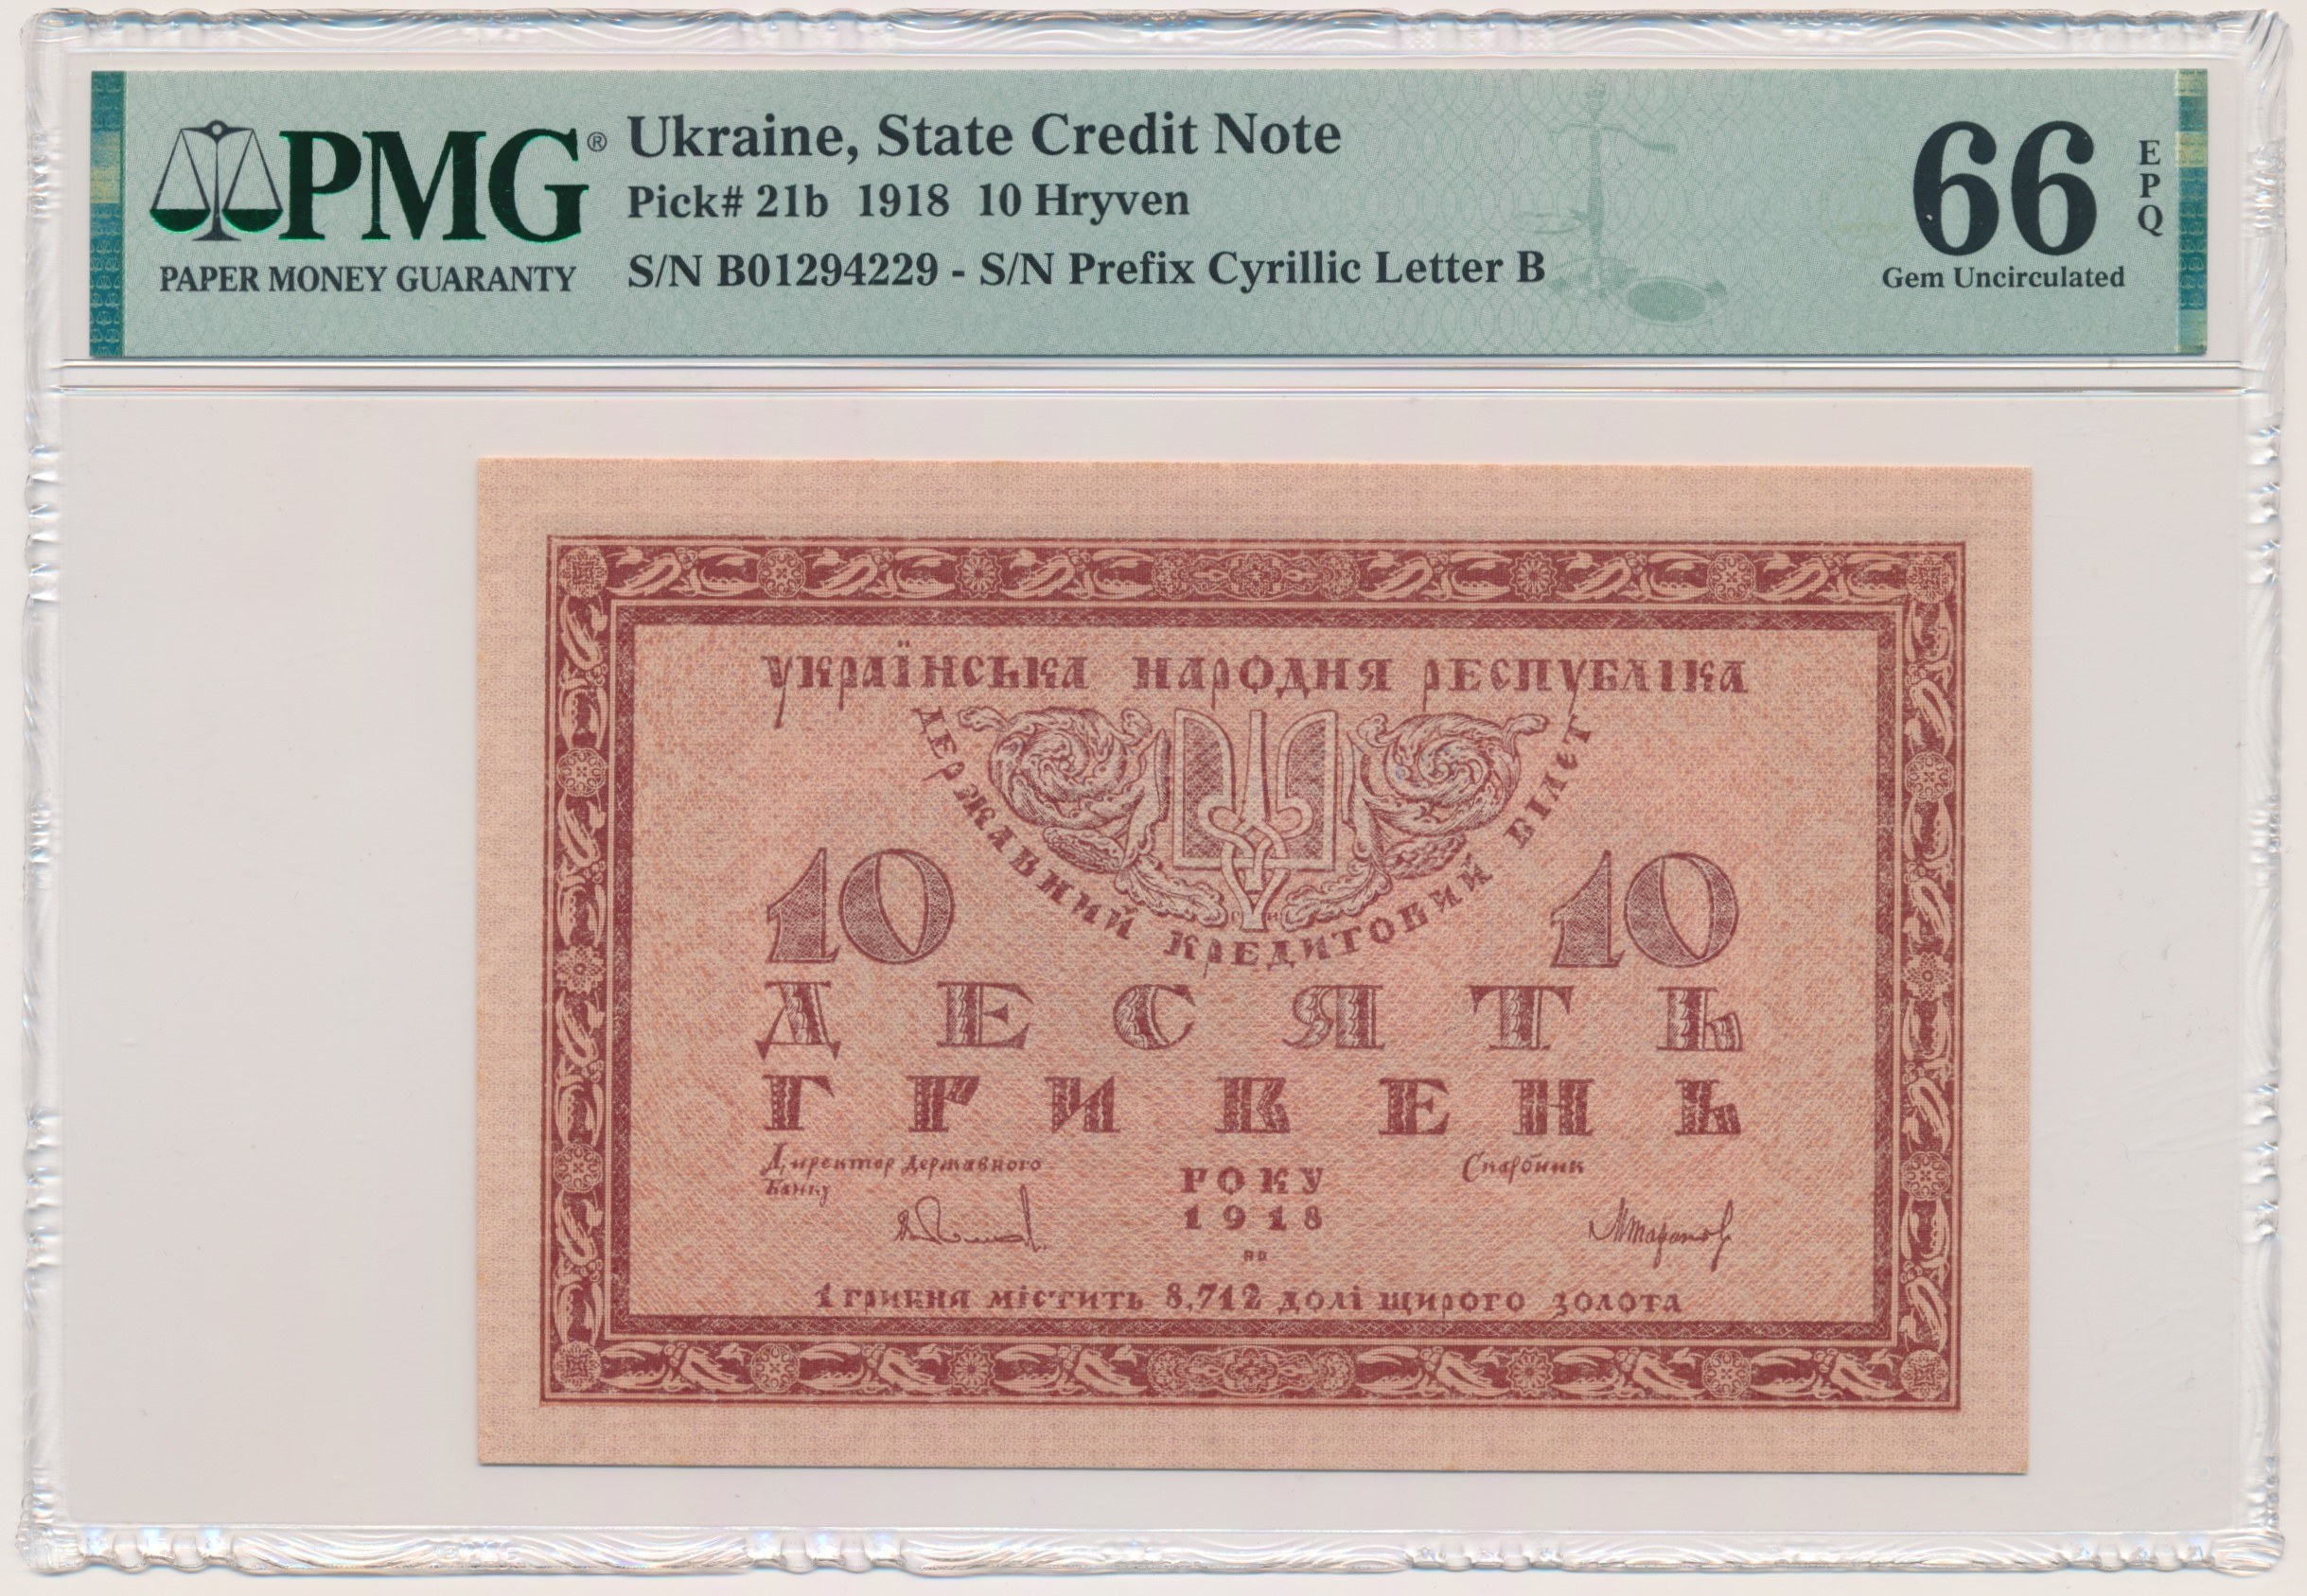 PMG®
PAPER MONEY GUARANTY
Ukraine, State Credit Note
Pick# 21b 1918 10 Hryven
S/N B01294229 - S/N Prefix Cyrillic Letter B
66
EPQ
Gem Uncirculated
УКРАЇНСЬКА НАРОДНЯ РЕСПУБЛІКА
ДЕРЖАВНИЙ КРЕДИТОВИЙ БІЛЄТ
10 10
ДЕСЯТЬ
ГРИВЕНЬ
Директор Державного
Банку
Скарбник
РОКУ
1918
1 гривня містить 8,712 долі щирого золота